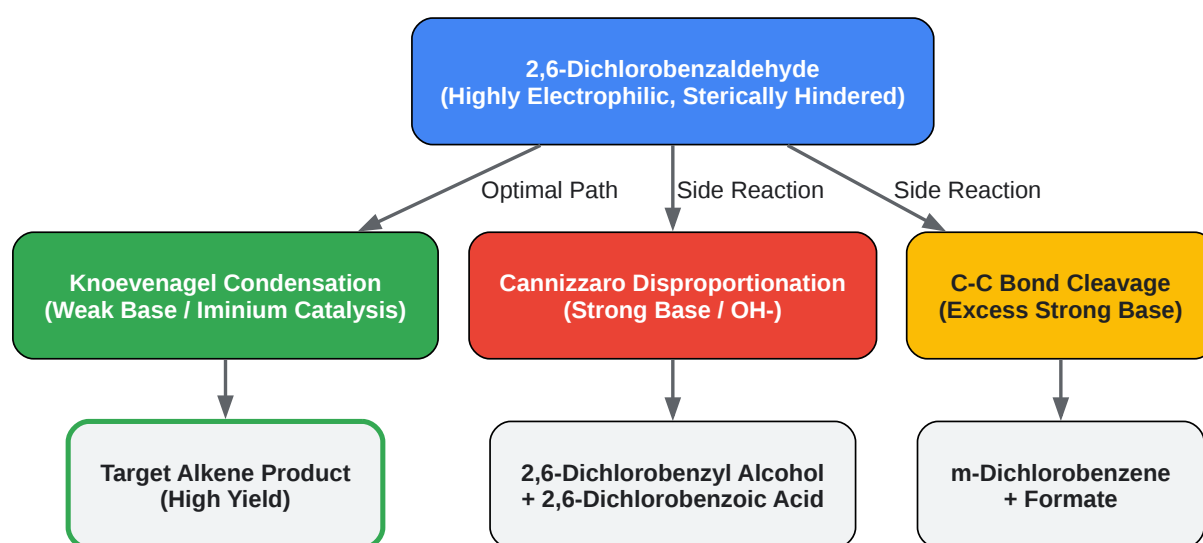 2,6-Dichlorobenzaldehyde
(Highly Electrophilic, Sterically Hindered)
Optimal Path
Side Reaction
Side Reaction
Knoevenagel Condensation
(Weak Base / Iminium Catalysis)
Cannizzaro Disproportionation
(Strong Base / OH-)
C-C Bond Cleavage
(Excess Strong Base)
Target Alkene Product
(High Yield)
2,6-Dichlorobenzyl Alcohol
+ 2,6-Dichlorobenzoic Acid
m-Dichlorobenzene
+ Formate